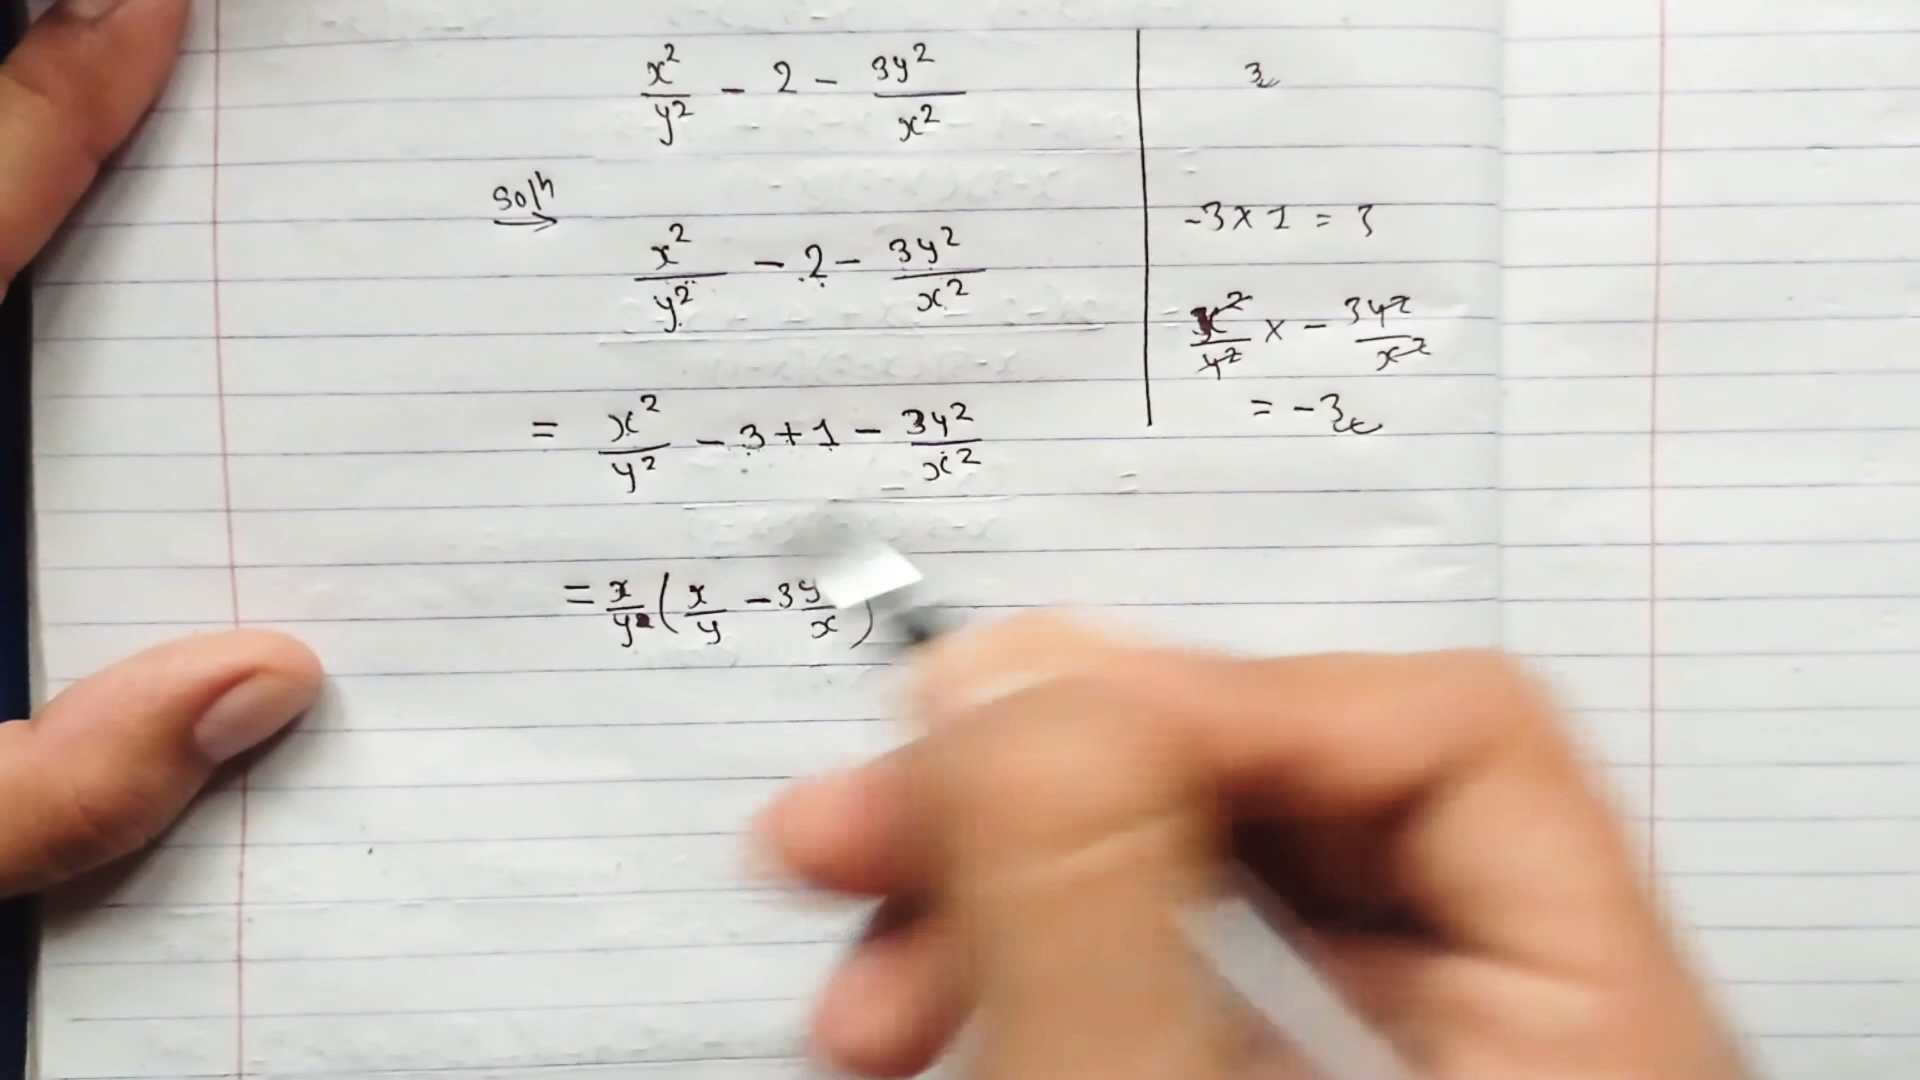 x²/y² - 2 - 3y²/x²
Solⁿ →
x²/y² - 2 - 3y²/x²
= x²/y² - 3 + 1 - 3y²/x²
= x/y (x/y - 3y/x)
3
-3 × 1 = 3
x²/y² × - 3y²/x²
= -3